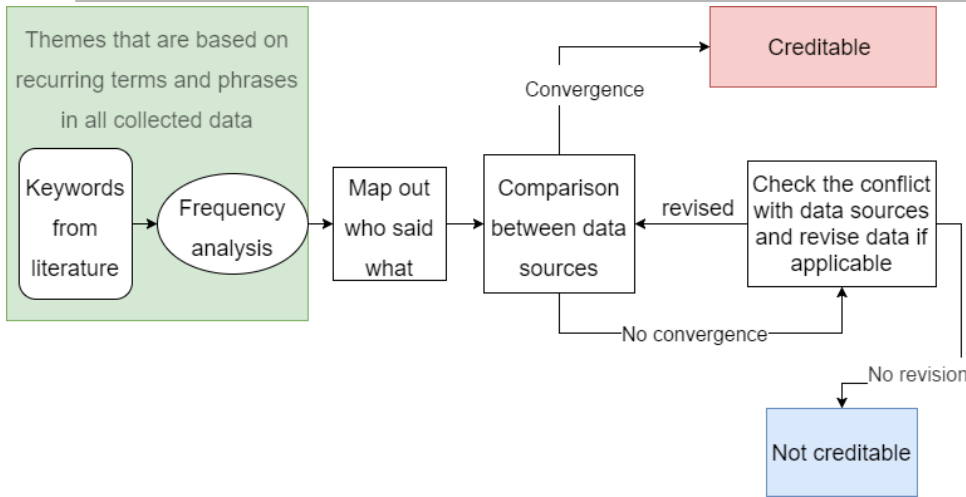 Themes that are based on
recurring terms and phrases
in all collected data
Keywords
from
literature
Frequency
analysis
Map out
who said
what
Comparison
between data
sources
Convergence
Creditable
revised
Check the conflict
with data sources
and revise data if
applicable
No convergence
No revision
Not creditable